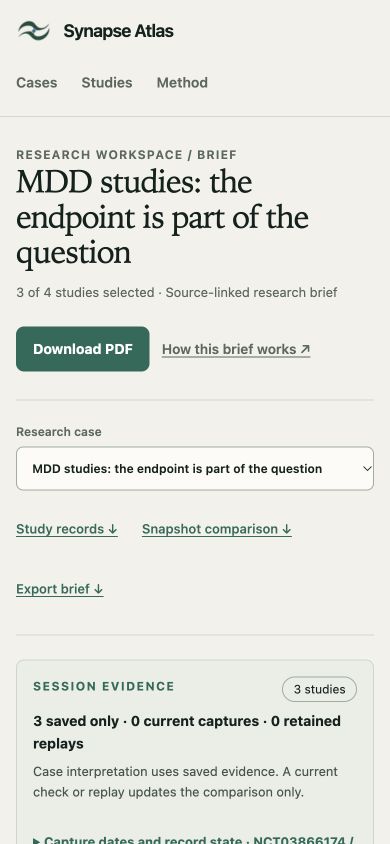 Synapse Atlas
Cases Studies Method
RESEARCH WORKSPACE / BRIEF
MDD studies: the
endpoint is part of the
question
3 of 4 studies selected · Source-linked research brief
Download PDF How this brief works ↗
Research case
MDD studies: the endpoint is part of the question
Study records ↓ Snapshot comparison ↓
Export brief ↓
SESSION EVIDENCE 3 studies
3 saved only · 0 current captures · 0 retained
replays
Case interpretation uses saved evidence. A current
check or replay updates the comparison only.
▸ Capture dates and record state · NCT03866174 /